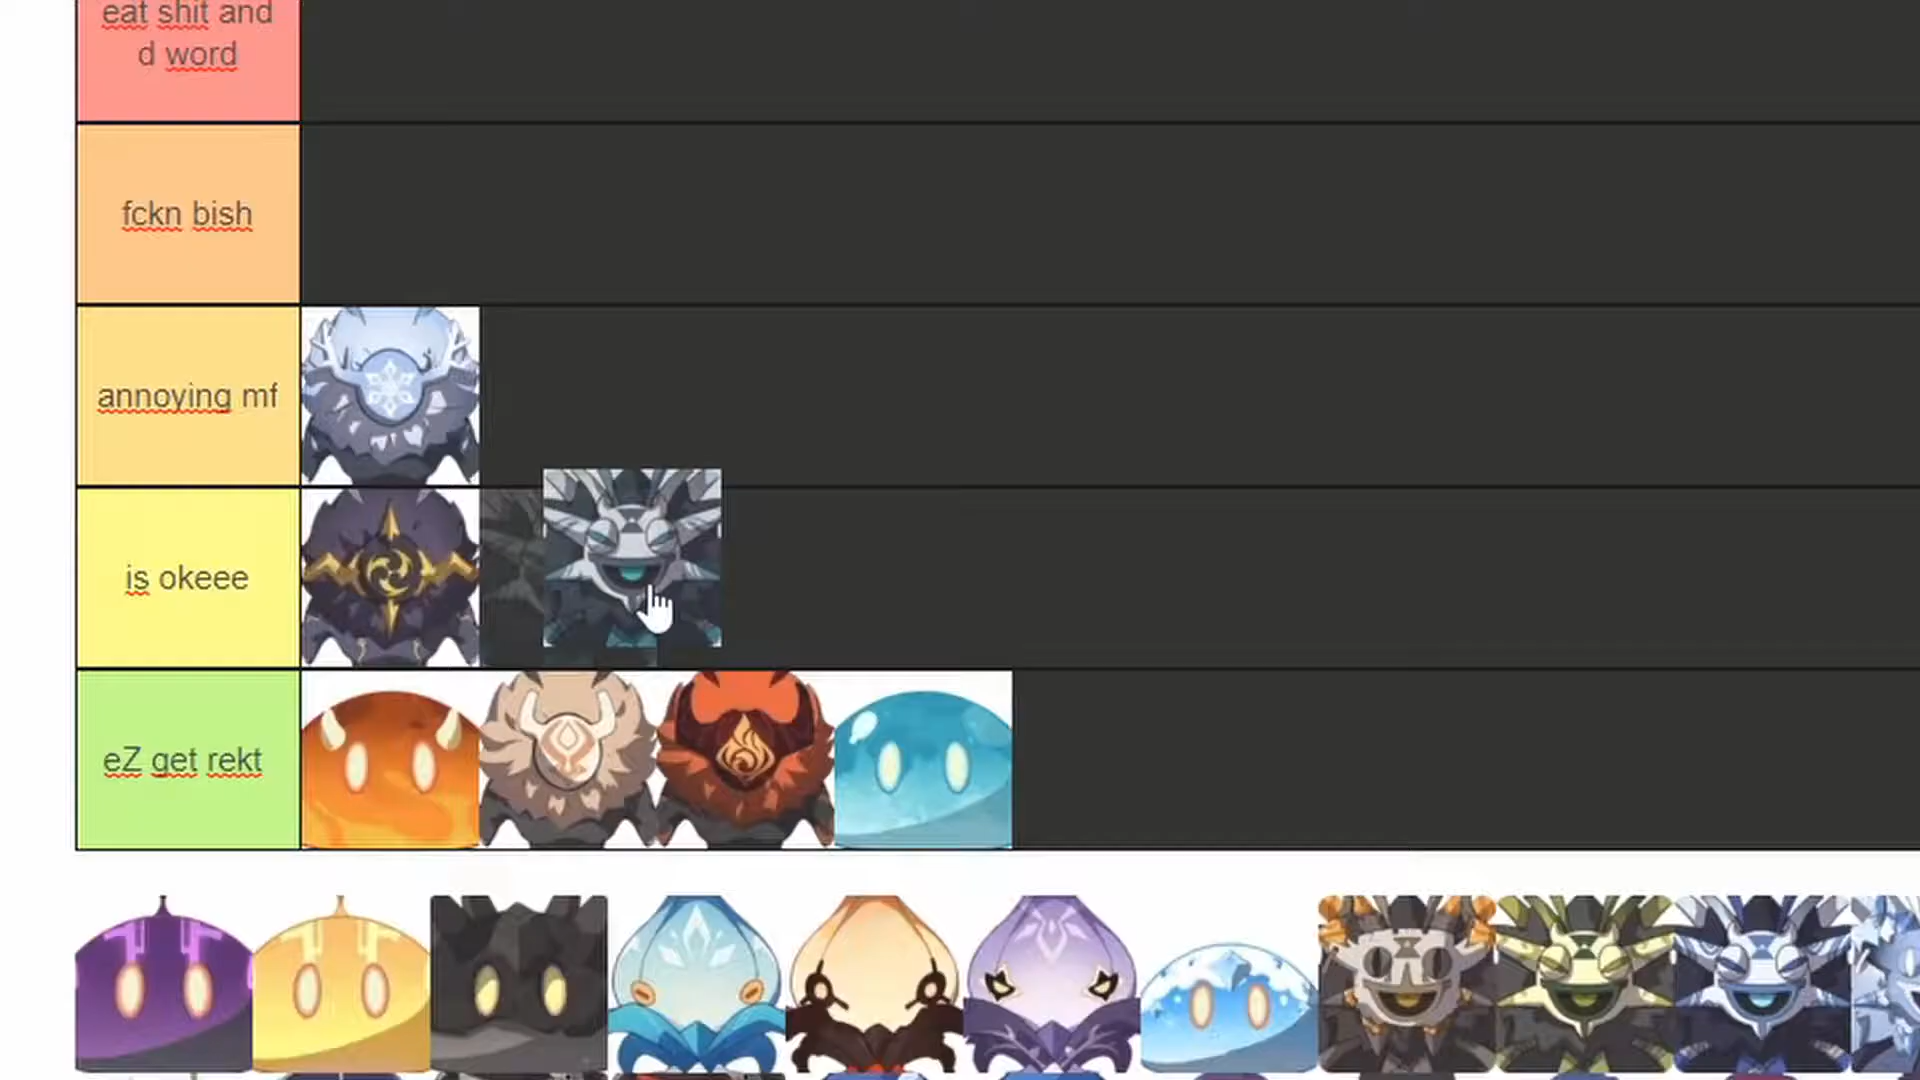 eat shit and
d word
fckn bish
annoying mf
is okeee
eZ get rekt